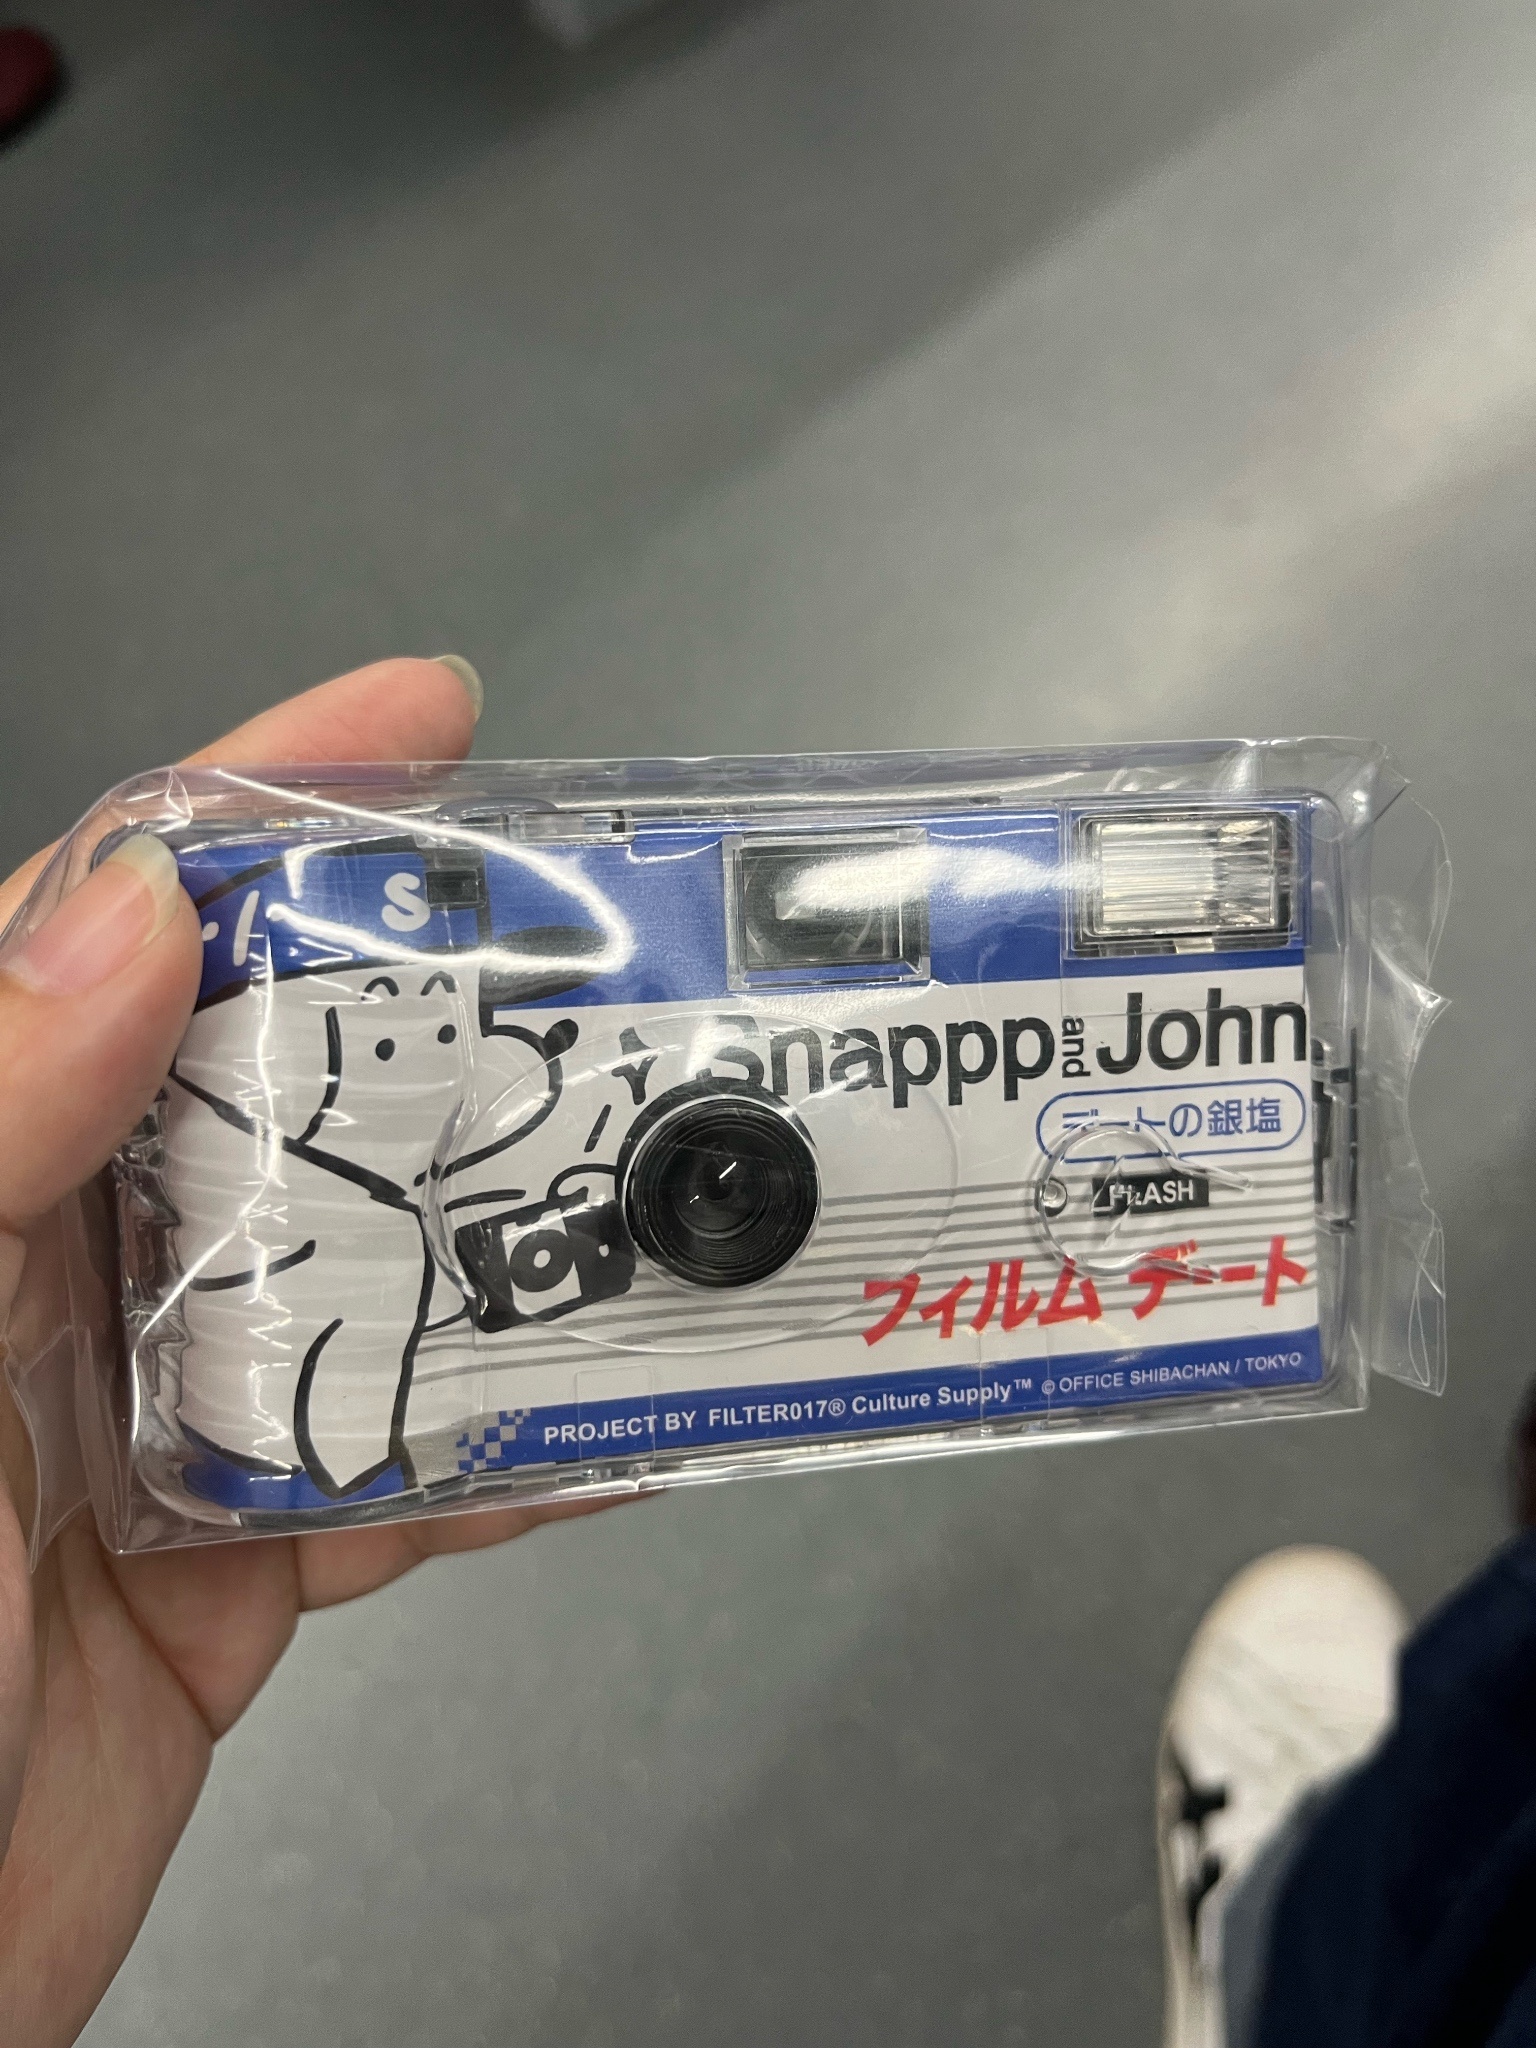 S
Snappp and John
デートの銀塩
FLASH
フィルム デート
PROJECT BY FILTER017® Culture Supply™ © OFFICE SHIBACHAN / TOKYO